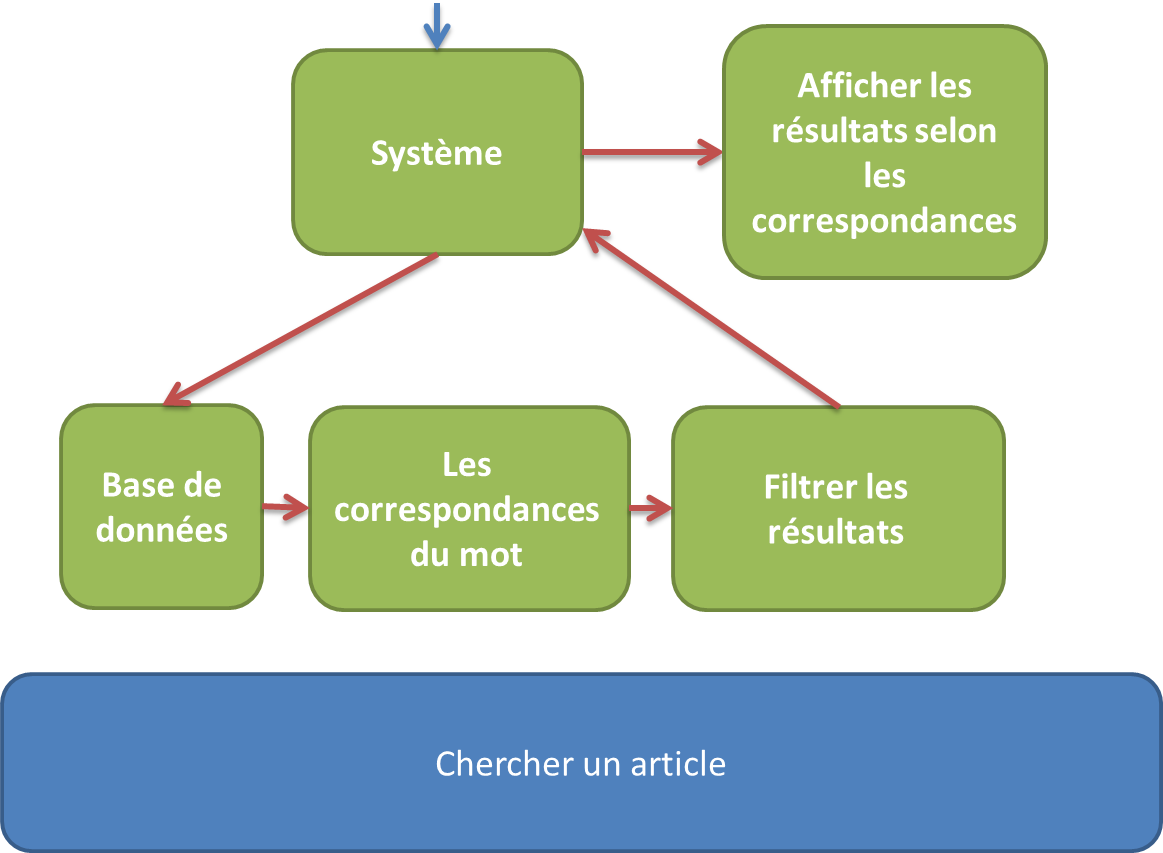 Système
Afficher les
résultats selon
les
correspondances
Base de
données
Les
correspondances
du mot
Filtrer les
résultats
Chercher un article